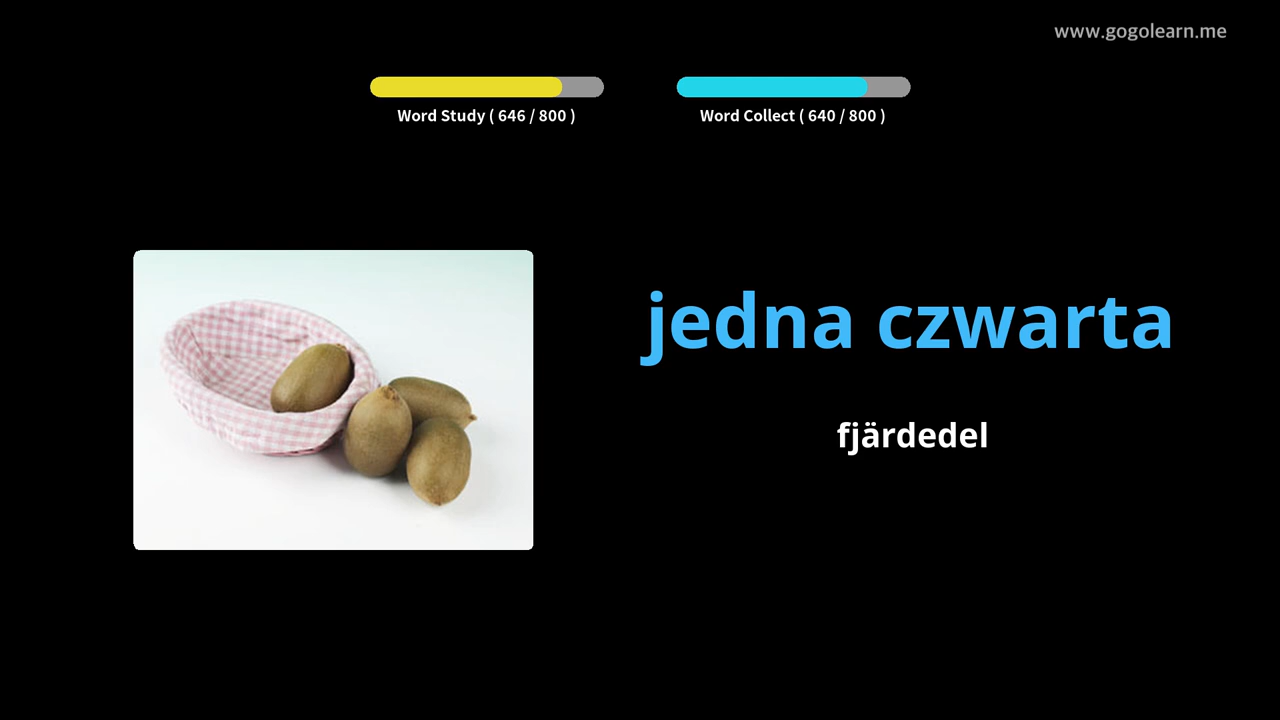 www.gogolearn.me
Word Study ( 646 / 800 )
Word Collect ( 640 / 800 )
jedna czwarta
fjärdedel